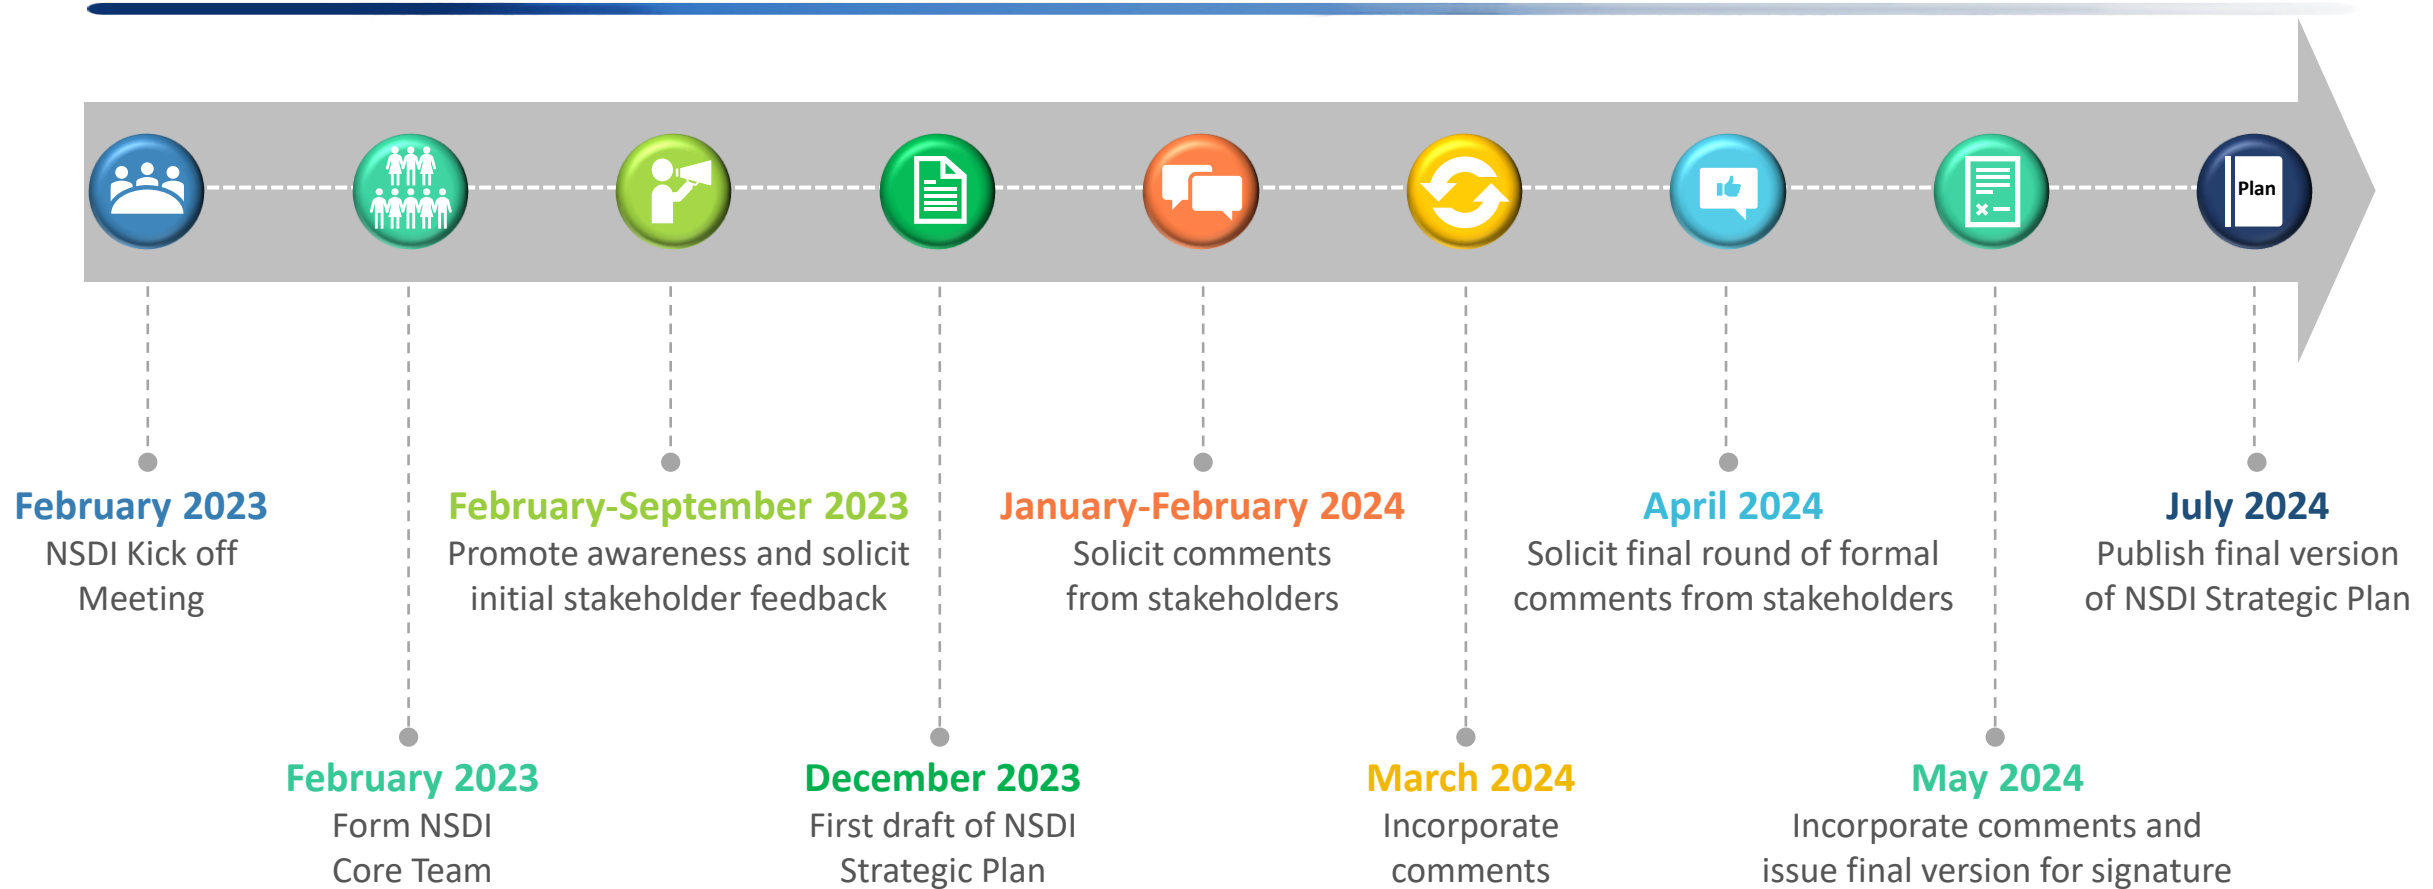 Plan
February 2023
NSDI Kick off
Meeting
February 2023
Form NSDI
Core Team
February-September 2023
Promote awareness and solicit
initial stakeholder feedback
December 2023
First draft of NSDI
Strategic Plan
January-February 2024
Solicit comments
from stakeholders
March 2024
Incorporate
comments
April 2024
Solicit final round of formal
comments from stakeholders
May 2024
Incorporate comments and
issue final version for signature
July 2024
Publish final version
of NSDI Strategic Plan